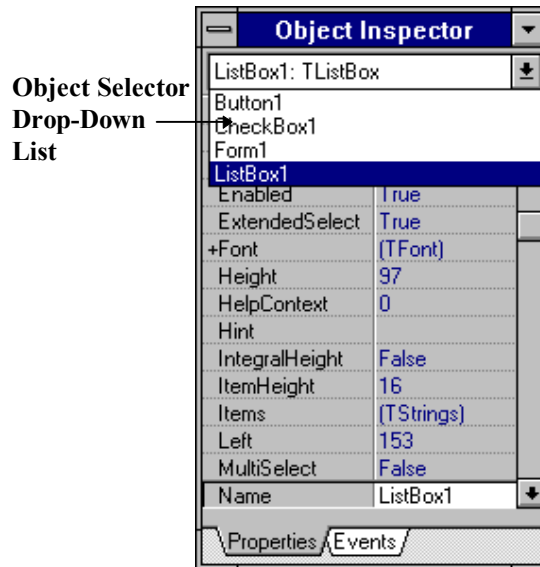 Object Inspector
ListBox1: TListBox
Object Selector
Drop-Down
List
Button1
CheckBox1
Form1
ListBox1
Enabled True
ExtendedSelect True
+Font (TFont)
Height 97
HelpContext 0
Hint
IntegralHeight False
ItemHeight 16
Items (TStrings)
Left 153
MultiSelect False
Name ListBox1
Properties Events